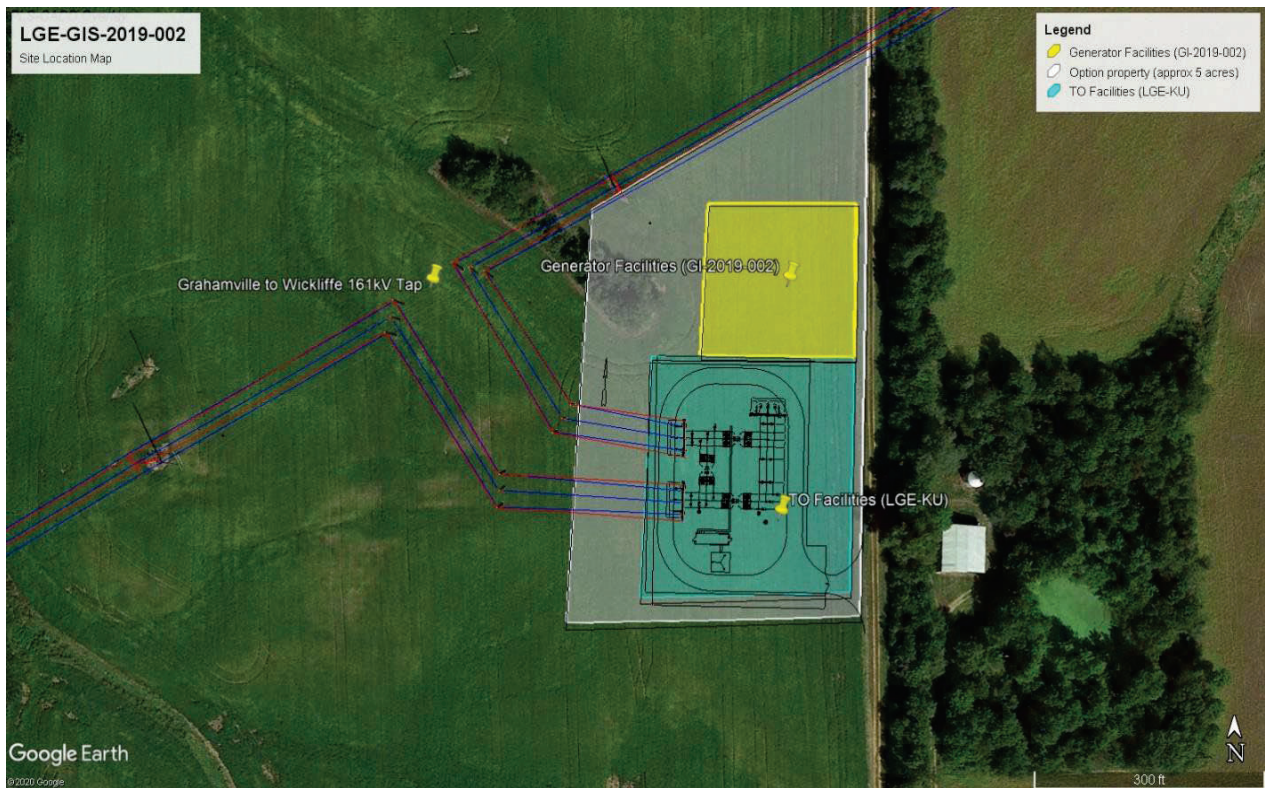 LGE-GIS-2019-002
Site Location Map
Legend
Generator Facilities (GI-2019-002)
Option property (approx 5 acres)
TO Facilities (LGE-KU)
Generator Facilities (GI-2019-002)
Grahamville to Wickliffe 161kV Tap
TO Facilities (LGE-KU)
Google Earth
©2020 Google
N
300 ft